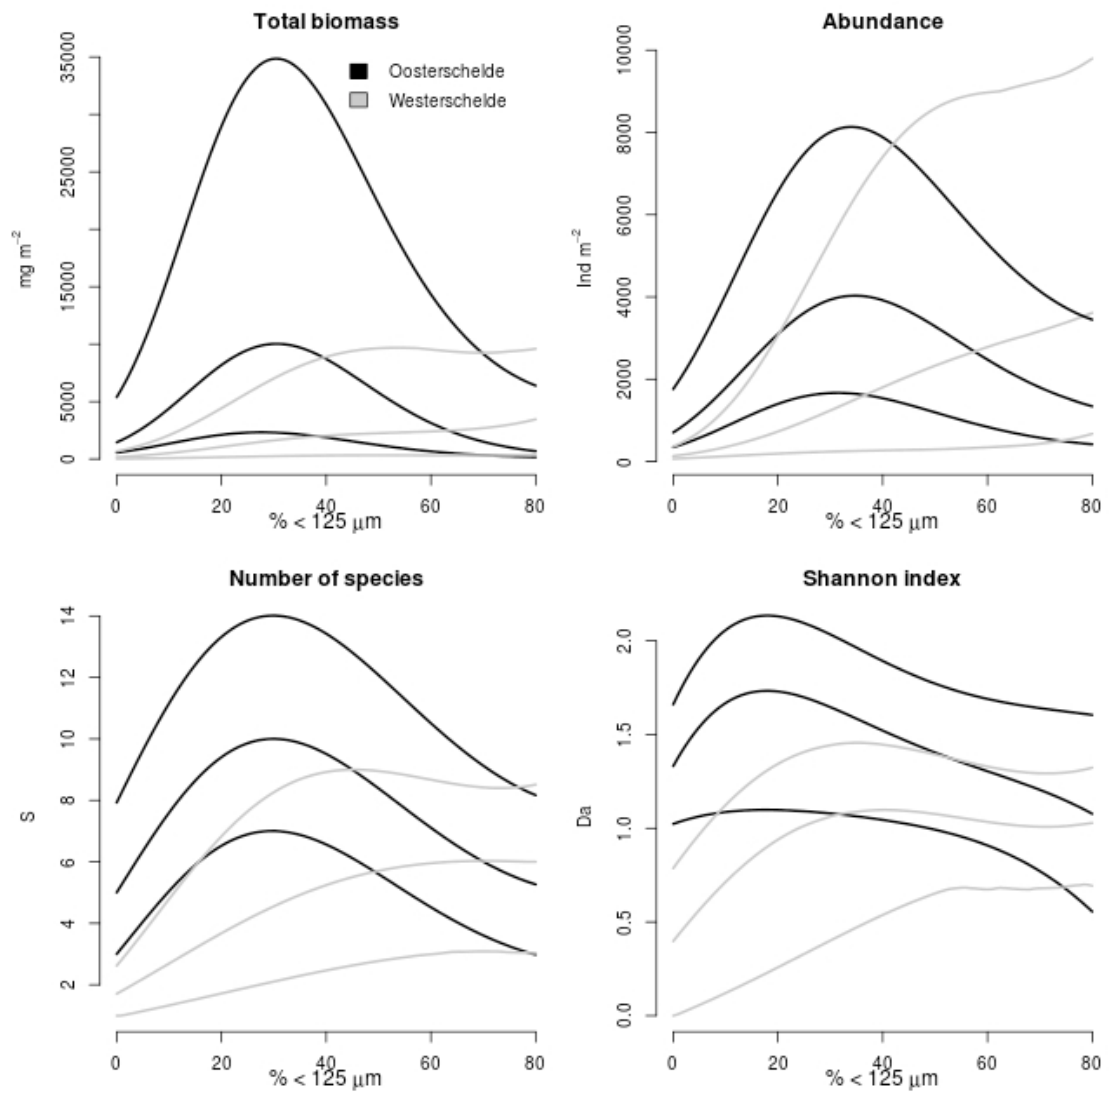 Total biomass
35000
25000
15000
5000
0
mg m⁻²
Oosterschelde
Westerschelde
0 20 40 60 80
% < 125 μm
Abundance
10000
8000
6000
4000
2000
0
Ind m⁻²
0 20 40 60 80
% < 125 μm
Number of species
14
12
10
8
6
4
2
S
0 20 40 60 80
% < 125 μm
Shannon index
2.0
1.5
1.0
0.5
0.0
Da
0 20 40 60 80
% < 125 μm